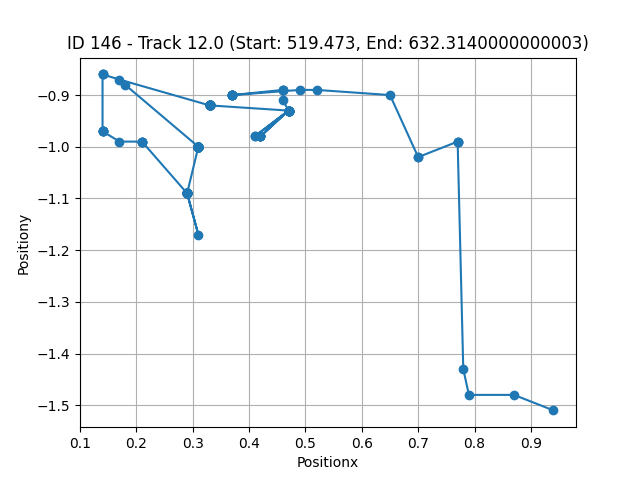 ID 146 - Track 12.0 (Start: 519.473, End: 632.3140000000003)
−0.9
−1.0
−1.1
−1.2
−1.3
−1.4
−1.5
Positiony
0.1 0.2 0.3 0.4 0.5 0.6 0.7 0.8 0.9
Positionx